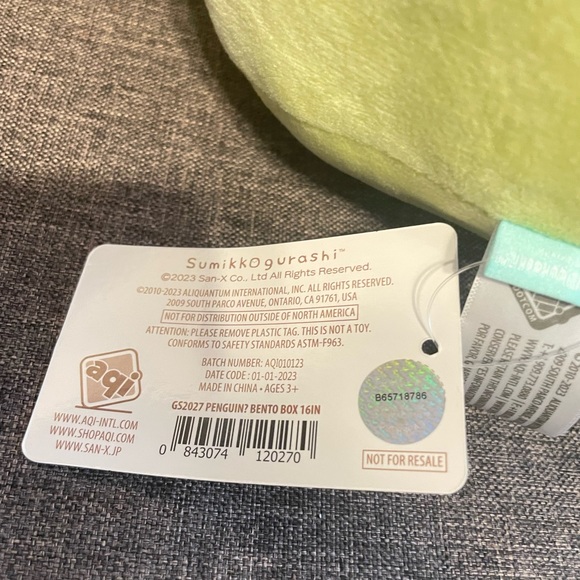 Sumikkogurashi™
©2023 San-X Co., Ltd All Rights Reserved.
©2010-2023 ALIQUANTUM INTERNATIONAL, INC. ALL RIGHTS RESERVED.
2009 SOUTH PARCO AVENUE, ONTARIO, CA 91761, USA
NOT FOR DISTRIBUTION OUTSIDE OF NORTH AMERICA
ATTENTION: PLEASE REMOVE PLASTIC TAG. THIS IS NOT A TOY.
CONFORMS TO SAFETY STANDARDS ASTM-F963.
BATCH NUMBER: AQI010123
DATE CODE: 01-01-2023
MADE IN CHINA • AGES 3+
GS2027 PENGUIN? BENTO BOX 16IN
0 843074 120270
aqi
WWW.AQI-INTL.COM
WWW.SHOPAQI.COM
WWW.SAN-X.JP
B65718786
NOT FOR RESALE